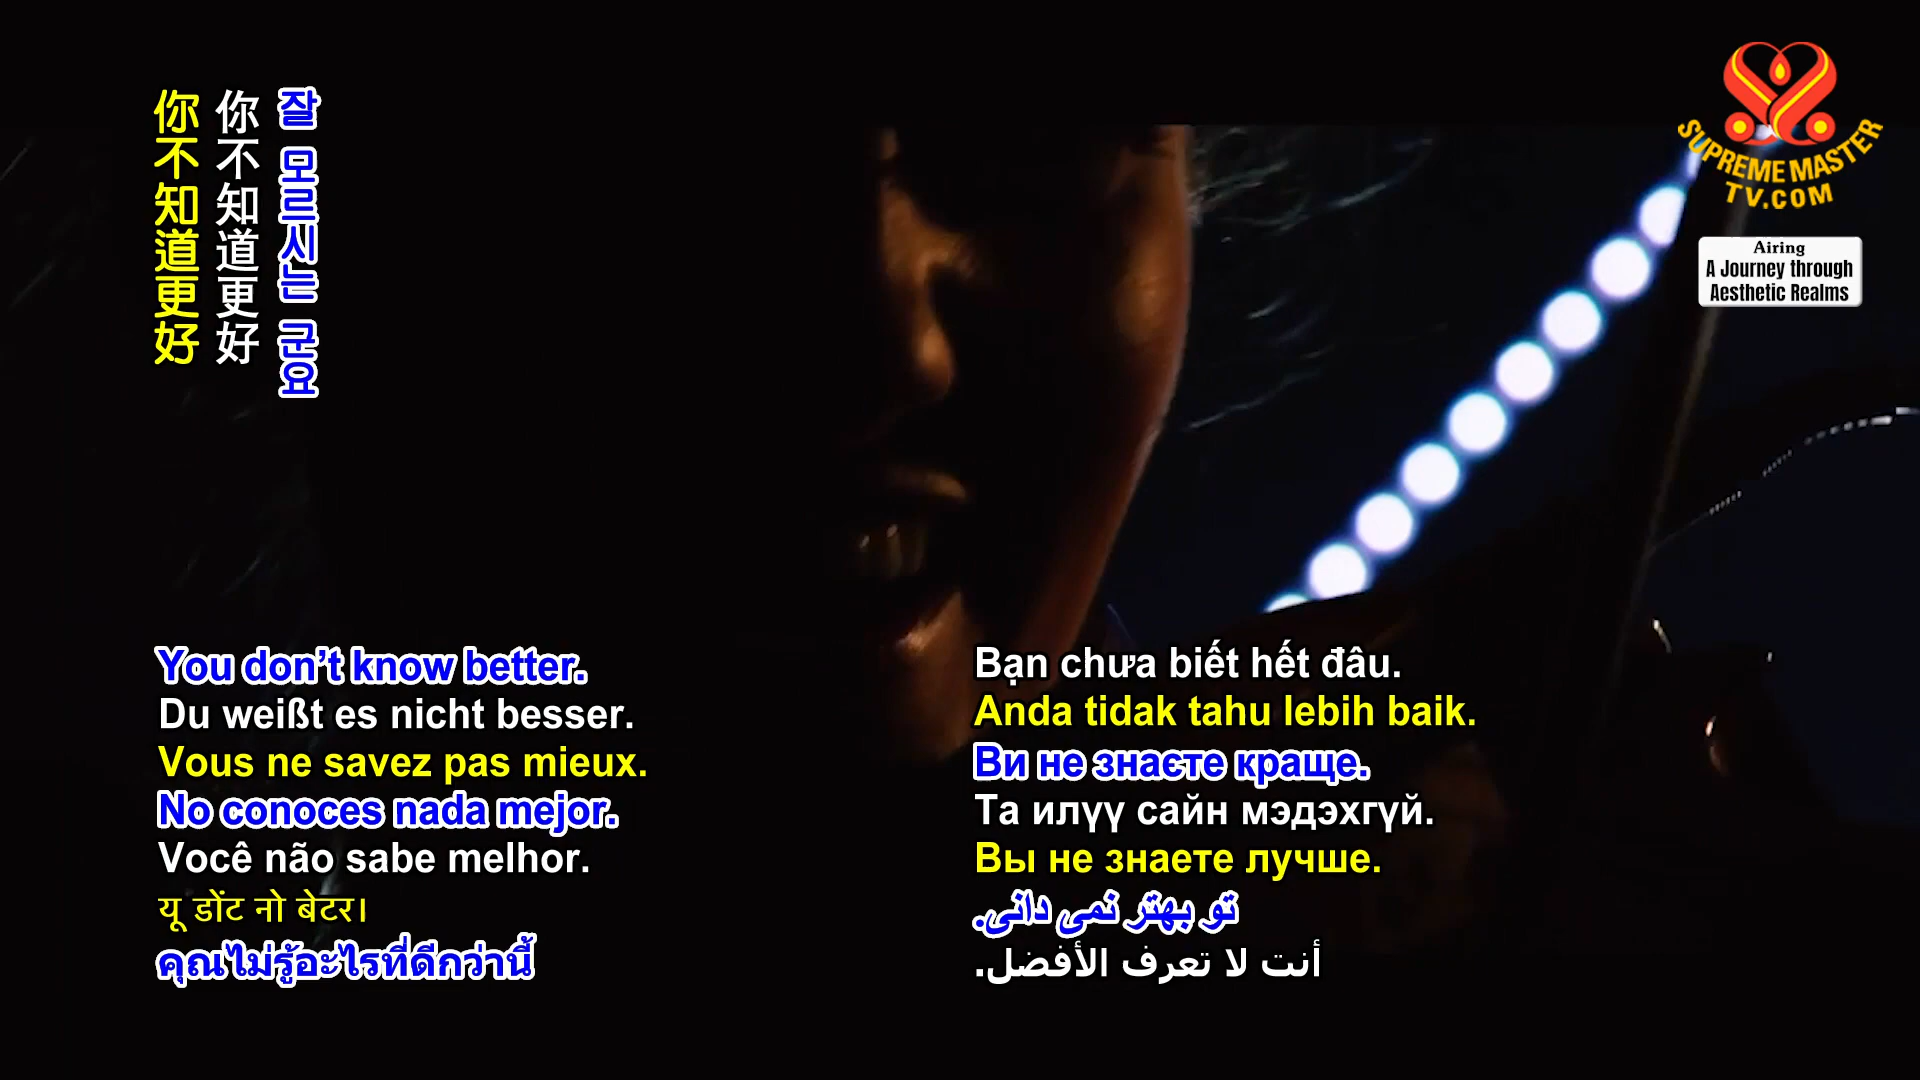 你不知道更好
你不知道更好
잘 모르시는 군요
SUPREME MASTER
TV.COM
Airing
A Journey through
Aesthetic Realms
You don’t know better.
Du weißt es nicht besser.
Vous ne savez pas mieux.
No conoces nada mejor.
Você não sabe melhor.
यू डोंट नो बेटर।
คุณไม่รู้อะไรที่ดีกว่านี้
Bạn chưa biết hết đâu.
Anda tidak tahu lebih baik.
Ви не знаєте краще.
Та илүү сайн мэдэхгүй.
Вы не знаете лучше.
تو بهتر نمی دانی.
أنت لا تعرف الأفضل.